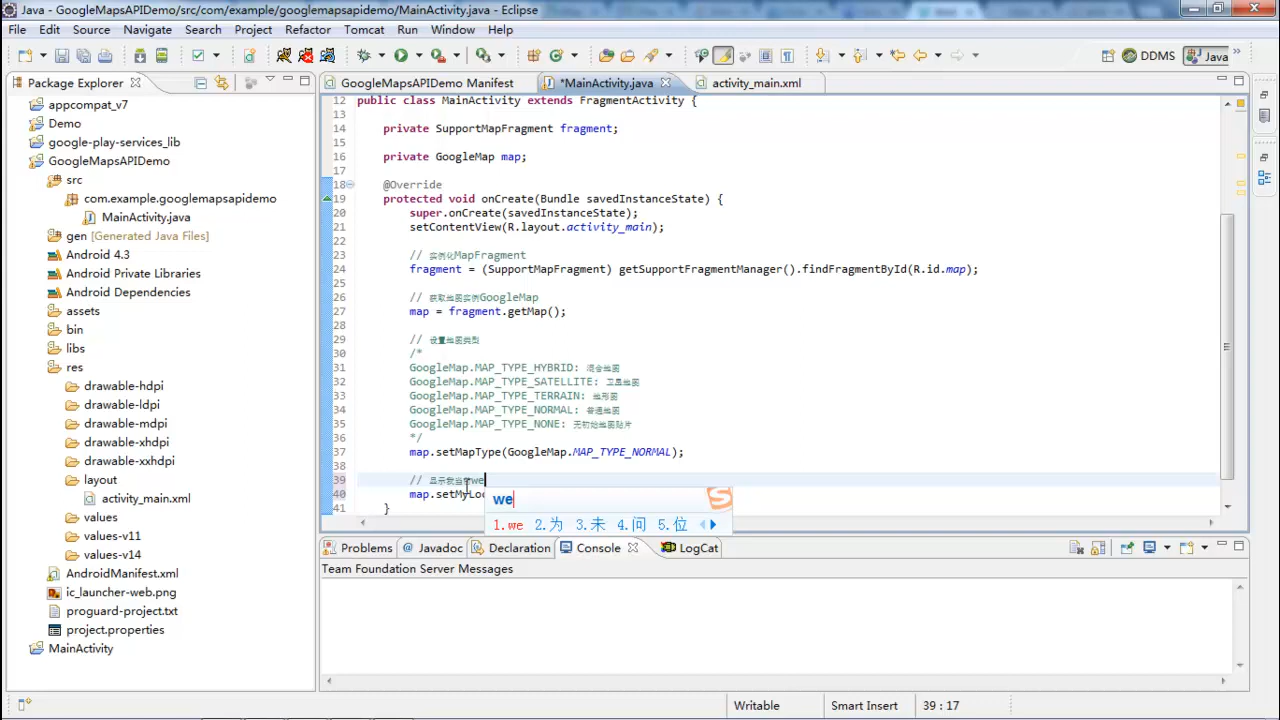 Java - GoogleMapsAPIDemo/src/com/example/googlemapsapidemo/MainActivity.java - Eclipse
File Edit Source Navigate Search Project Refactor Tomcat Run Window Help
DDMS Java
Package Explorer
appcompat_v7
Demo
google-play-services_lib
GoogleMapsAPIDemo
src
com.example.googlemapsapidemo
MainActivity.java
gen [Generated Java Files]
Android 4.3
Android Private Libraries
Android Dependencies
assets
bin
libs
res
drawable-hdpi
drawable-ldpi
drawable-mdpi
drawable-xhdpi
drawable-xxhdpi
layout
activity_main.xml
values
values-v11
values-v14
AndroidManifest.xml
ic_launcher-web.png
proguard-project.txt
project.properties
MainActivity
GoogleMapsAPIDemo Manifest *MainActivity.java activity_main.xml
12 public class MainActivity extends FragmentActivity {
13
14 private SupportMapFragment fragment;
15
16 private GoogleMap map;
17
18 @Override
19 protected void onCreate(Bundle savedInstanceState) {
20 super.onCreate(savedInstanceState);
21 setContentView(R.layout.activity_main);
22
23 // 实例化MapFragment
24 fragment = (SupportMapFragment) getSupportFragmentManager().findFragmentById(R.id.map);
25
26 // 获取地图实例GoogleMap
27 map = fragment.getMap();
28
29 // 设置地图类型
30 /*
31 GoogleMap.MAP_TYPE_HYBRID: 混合地图
32 GoogleMap.MAP_TYPE_SATELLITE: 卫星地图
33 GoogleMap.MAP_TYPE_TERRAIN: 地形图
34 GoogleMap.MAP_TYPE_NORMAL: 普通地图
35 GoogleMap.MAP_TYPE_NONE: 无初始地图贴片
36 */
37 map.setMapType(GoogleMap.MAP_TYPE_NORMAL);
38
39 // 显示我当前we
40 map.setMyLoc
41 }
we
1.we 2.为 3.未 4.问 5.位
Problems Javadoc Declaration Console LogCat
Team Foundation Server Messages
Writable Smart Insert 39 : 17